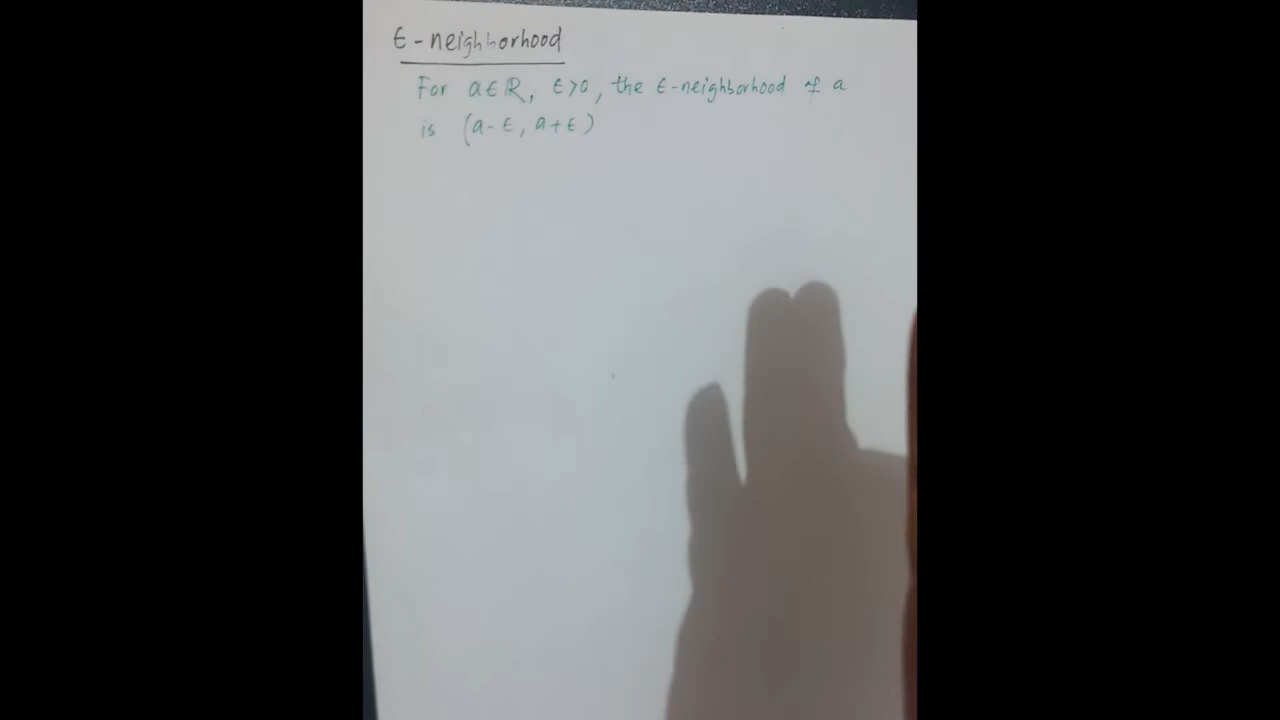 ϵ-neighborhood
For a∈ℝ, ϵ>0, the ϵ-neighborhood of a
is (a-ϵ, a+ϵ)